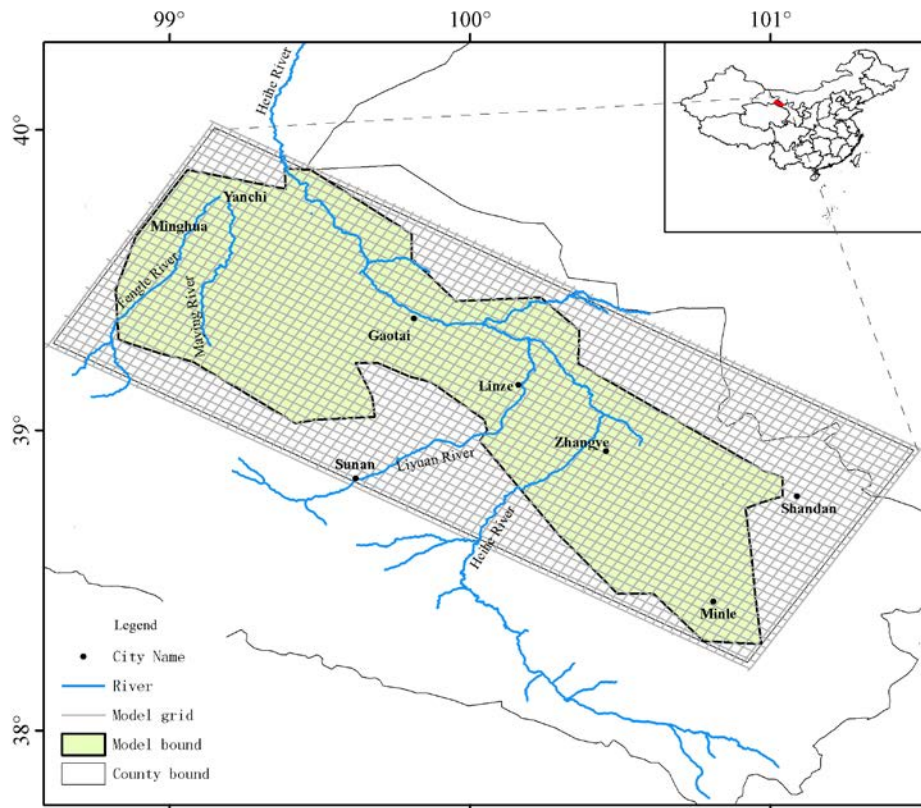 99°
100°
101°
40°
39°
38°
Heihe River
Yanchi
Minghua
Fengle River
Maying River
Gaotai
Linze
Zhangye
Sunan
Liyuan River
Shandan
Heihe River
Minle
Legend
City Name
River
Model grid
Model bound
County bound